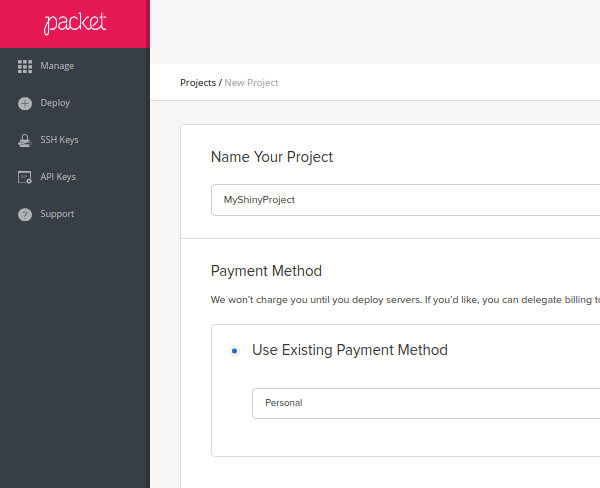 packet
Manage
Deploy
SSH Keys
API Keys
Support
Projects / New Project
Name Your Project
MyShinyProject
Payment Method
We won't charge you until you deploy servers. If you'd like, you can delegate billing
Use Existing Payment Method
Personal